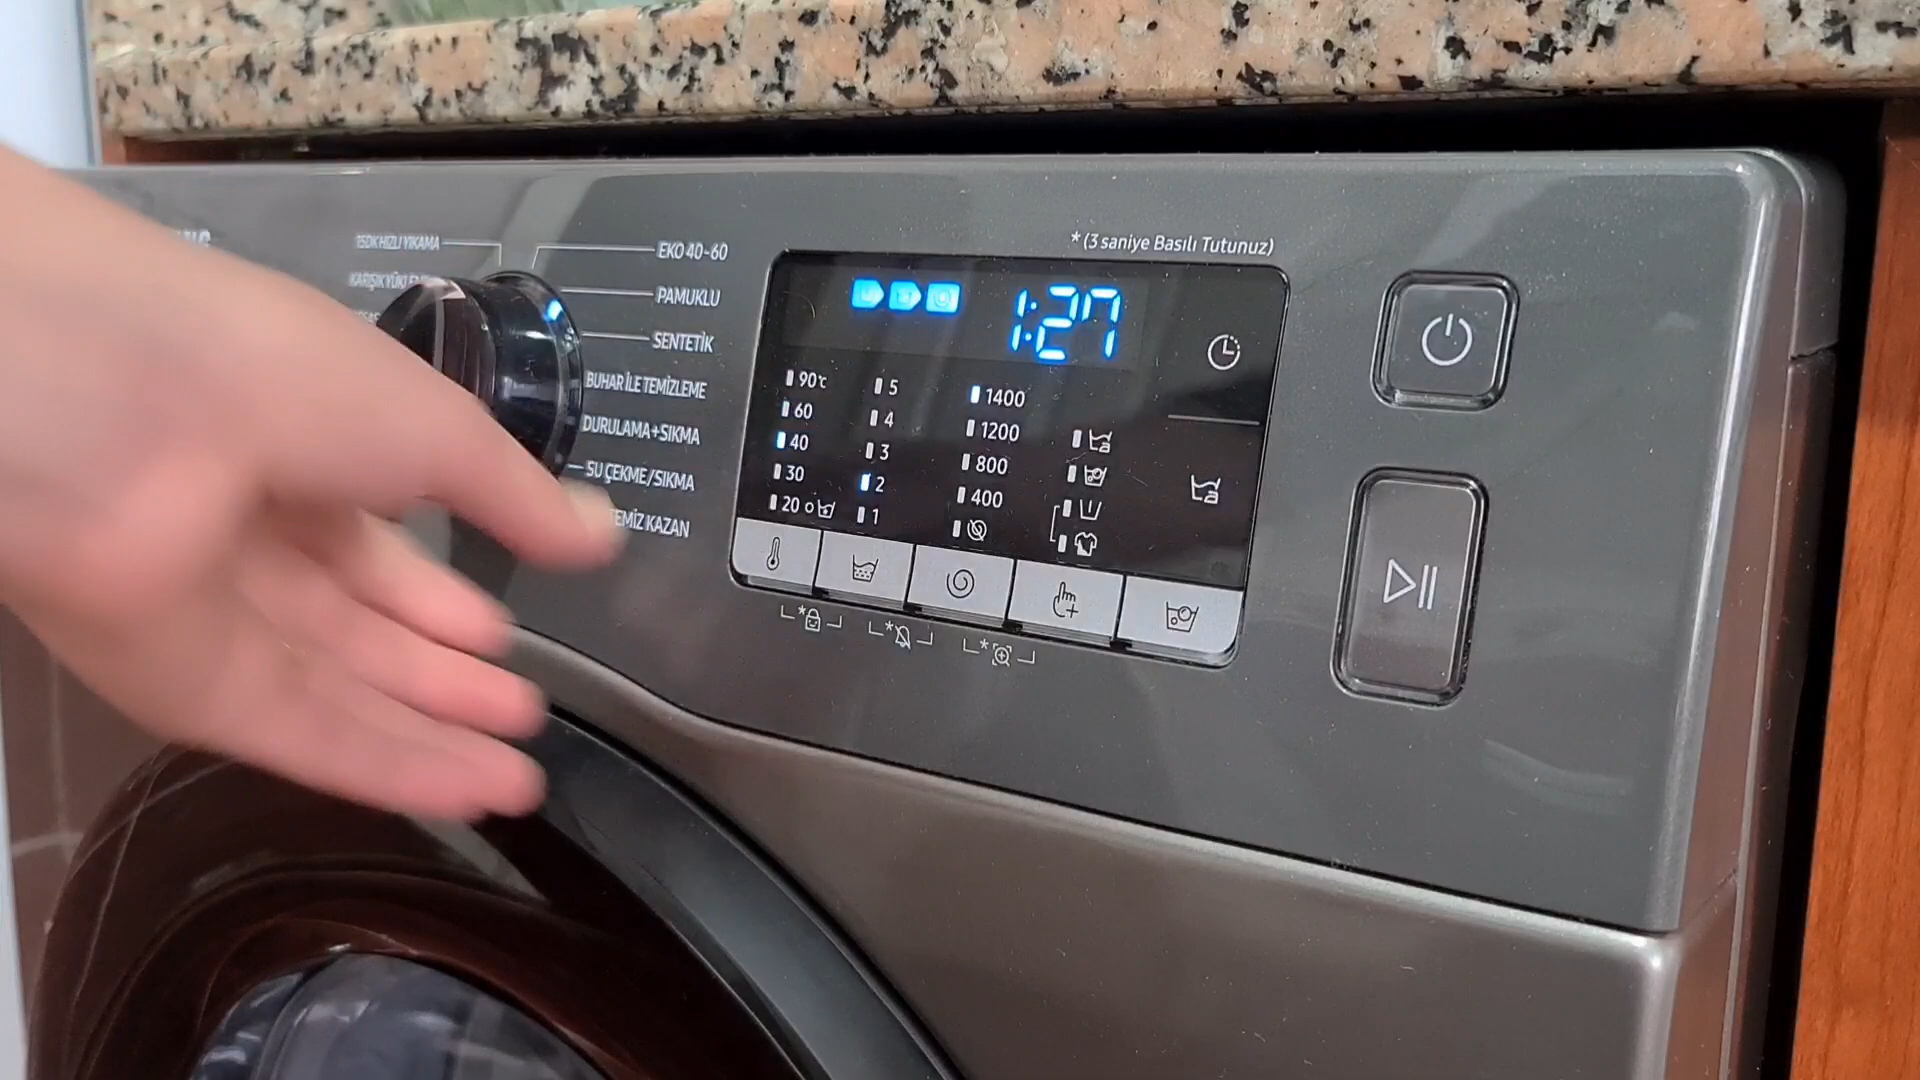 15DK HIZLI YIKAMA
EKO 40-60
PAMUKLU
SENTETİK
BUHAR İLE TEMİZLEME
DURULAMA+SIKMA
SU ÇEKME/SIKMA
TEMİZ KAZAN
*(3 saniye Basılı Tutunuz)
1:27
90°c 5 1400
60 4 1200
40 3 800
30 2 400
20 1
KARIŞIK